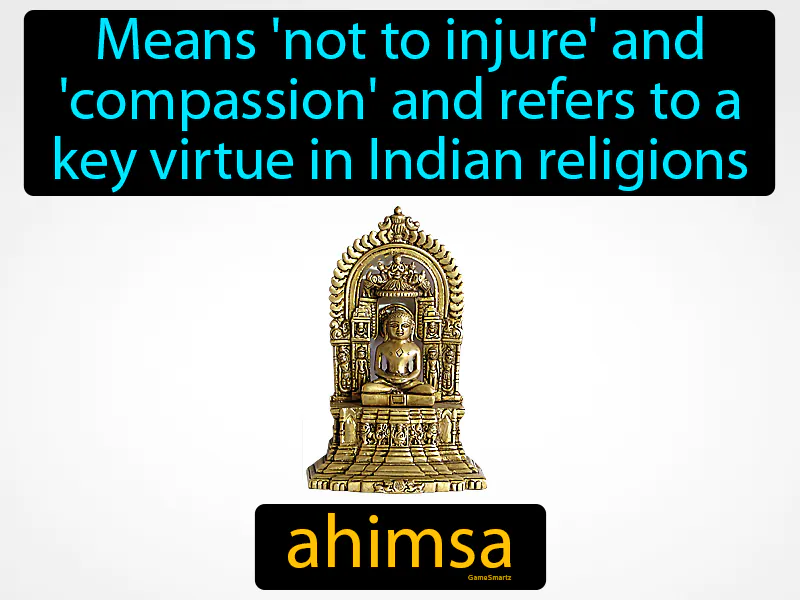 Means 'not to injure' and
'compassion' and refers to a
key virtue in Indian religions
ahimsa
GameSmartz